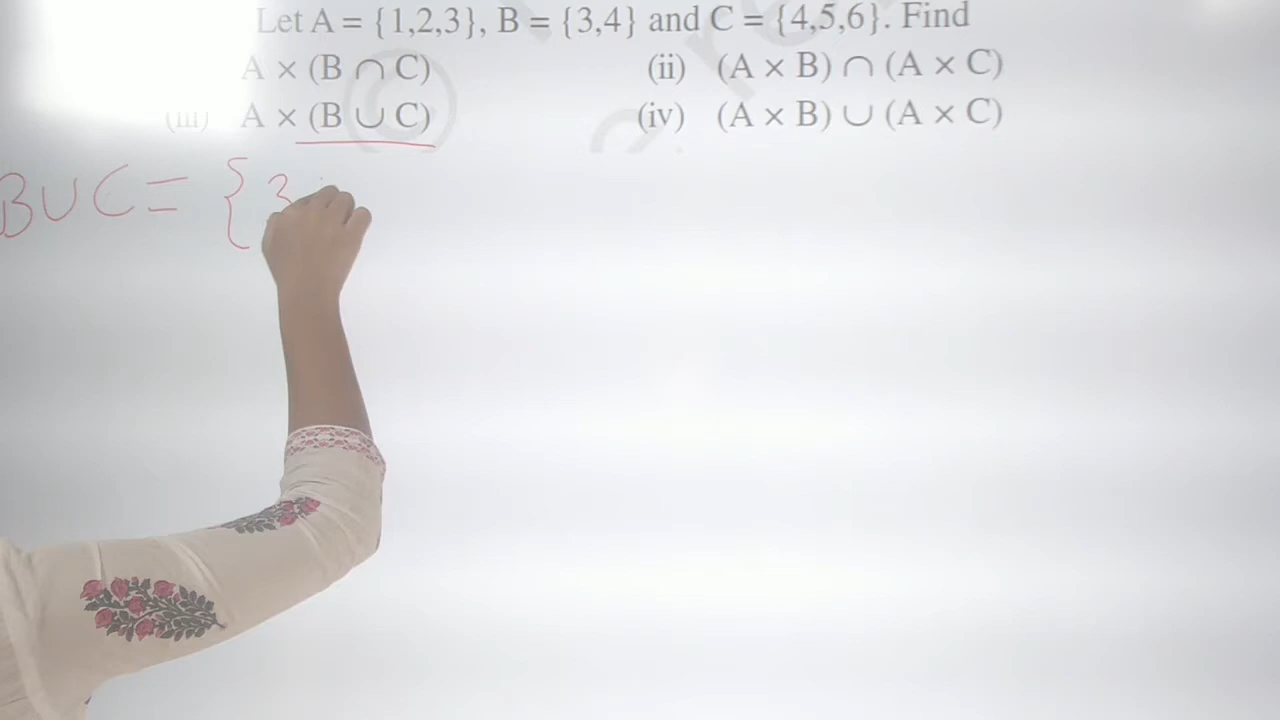 Let A = {1,2,3}, B = {3,4} and C = {4,5,6}. Find
A × (B ∩ C) (ii) (A × B) ∩ (A × C)
(iii) A × (B ∪ C) (iv) (A × B) ∪ (A × C)
B ∪ C = { 3